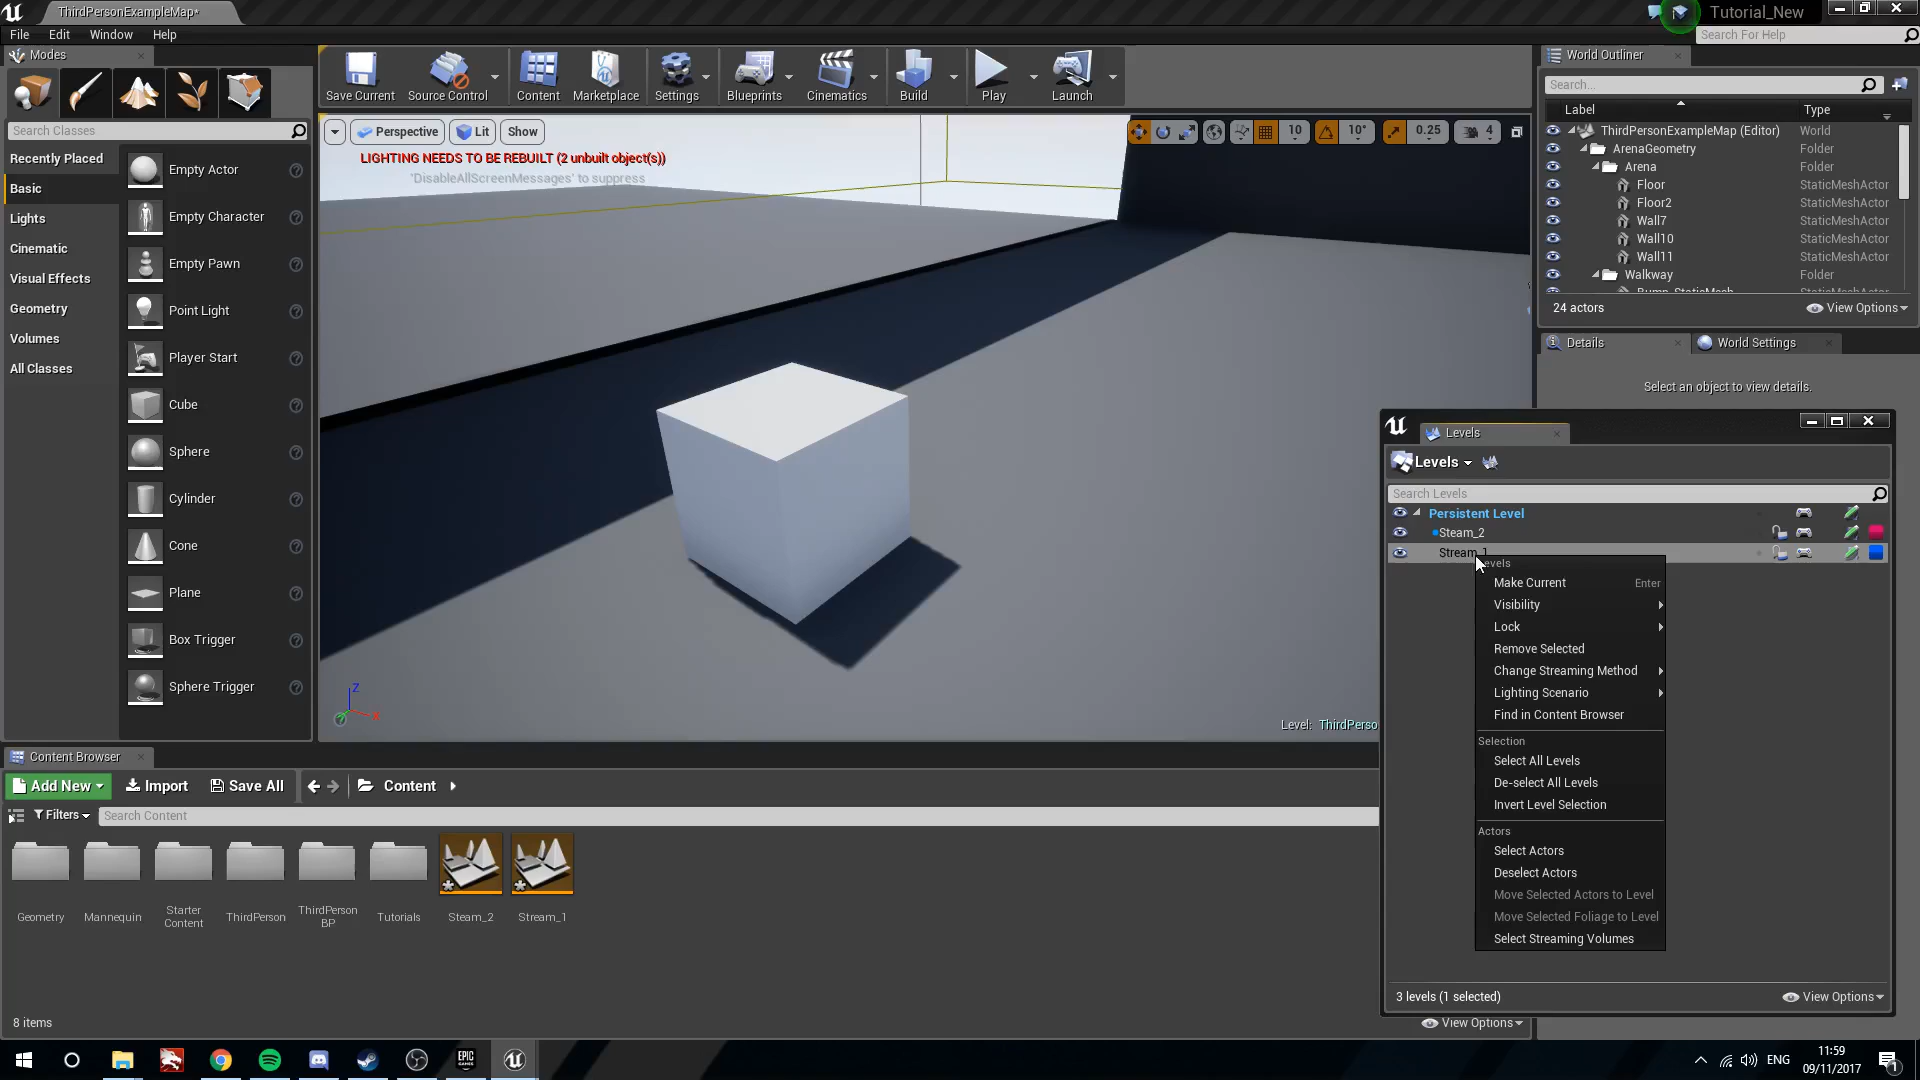 ThirdPersonExampleMap*
Tutorial_New
File Edit Window Help
Search For Help
Modes
Search Classes
Recently Placed
Basic
Lights
Cinematic
Visual Effects
Geometry
Volumes
All Classes
Empty Actor
Empty Character
Empty Pawn
Point Light
Player Start
Cube
Sphere
Cylinder
Cone
Plane
Box Trigger
Sphere Trigger
Save Current
Source Control
Content
Marketplace
Settings
Blueprints
Cinematics
Build
Play
Launch
Perspective
Lit
Show
10
10°
0.25
4
LIGHTING NEEDS TO BE REBUILT (2 unbuilt object(s))
'DisableAllScreenMessages' to suppress
Z
X
Level: ThirdPerso
World Outliner
Search...
Label Type
ThirdPersonExampleMap (Editor) World
ArenaGeometry Folder
Arena Folder
Floor StaticMeshActor
Floor2 StaticMeshActor
Wall7 StaticMeshActor
Wall10 StaticMeshActor
Wall11 StaticMeshActor
Walkway Folder
24 actors
View Options
Details
World Settings
Select an object to view details.
Levels
Levels
Search Levels
Persistent Level
Steam_2
Stream_1
Levels
Make Current Enter
Visibility
Lock
Remove Selected
Change Streaming Method
Lighting Scenario
Find in Content Browser
Selection
Select All Levels
De-select All Levels
Invert Level Selection
Actors
Select Actors
Deselect Actors
Move Selected Actors to Level
Move Selected Foliage to Level
Select Streaming Volumes
3 levels (1 selected)
View Options
Content Browser
Add New
Import
Save All
Content
Filters
Search Content
Geometry
Mannequin
Starter
Content
ThirdPerson
ThirdPerson
BP
Tutorials
Steam_2
Stream_1
8 items
View Options
EPIC
GAMES
ENG
11:59
09/11/2017
1